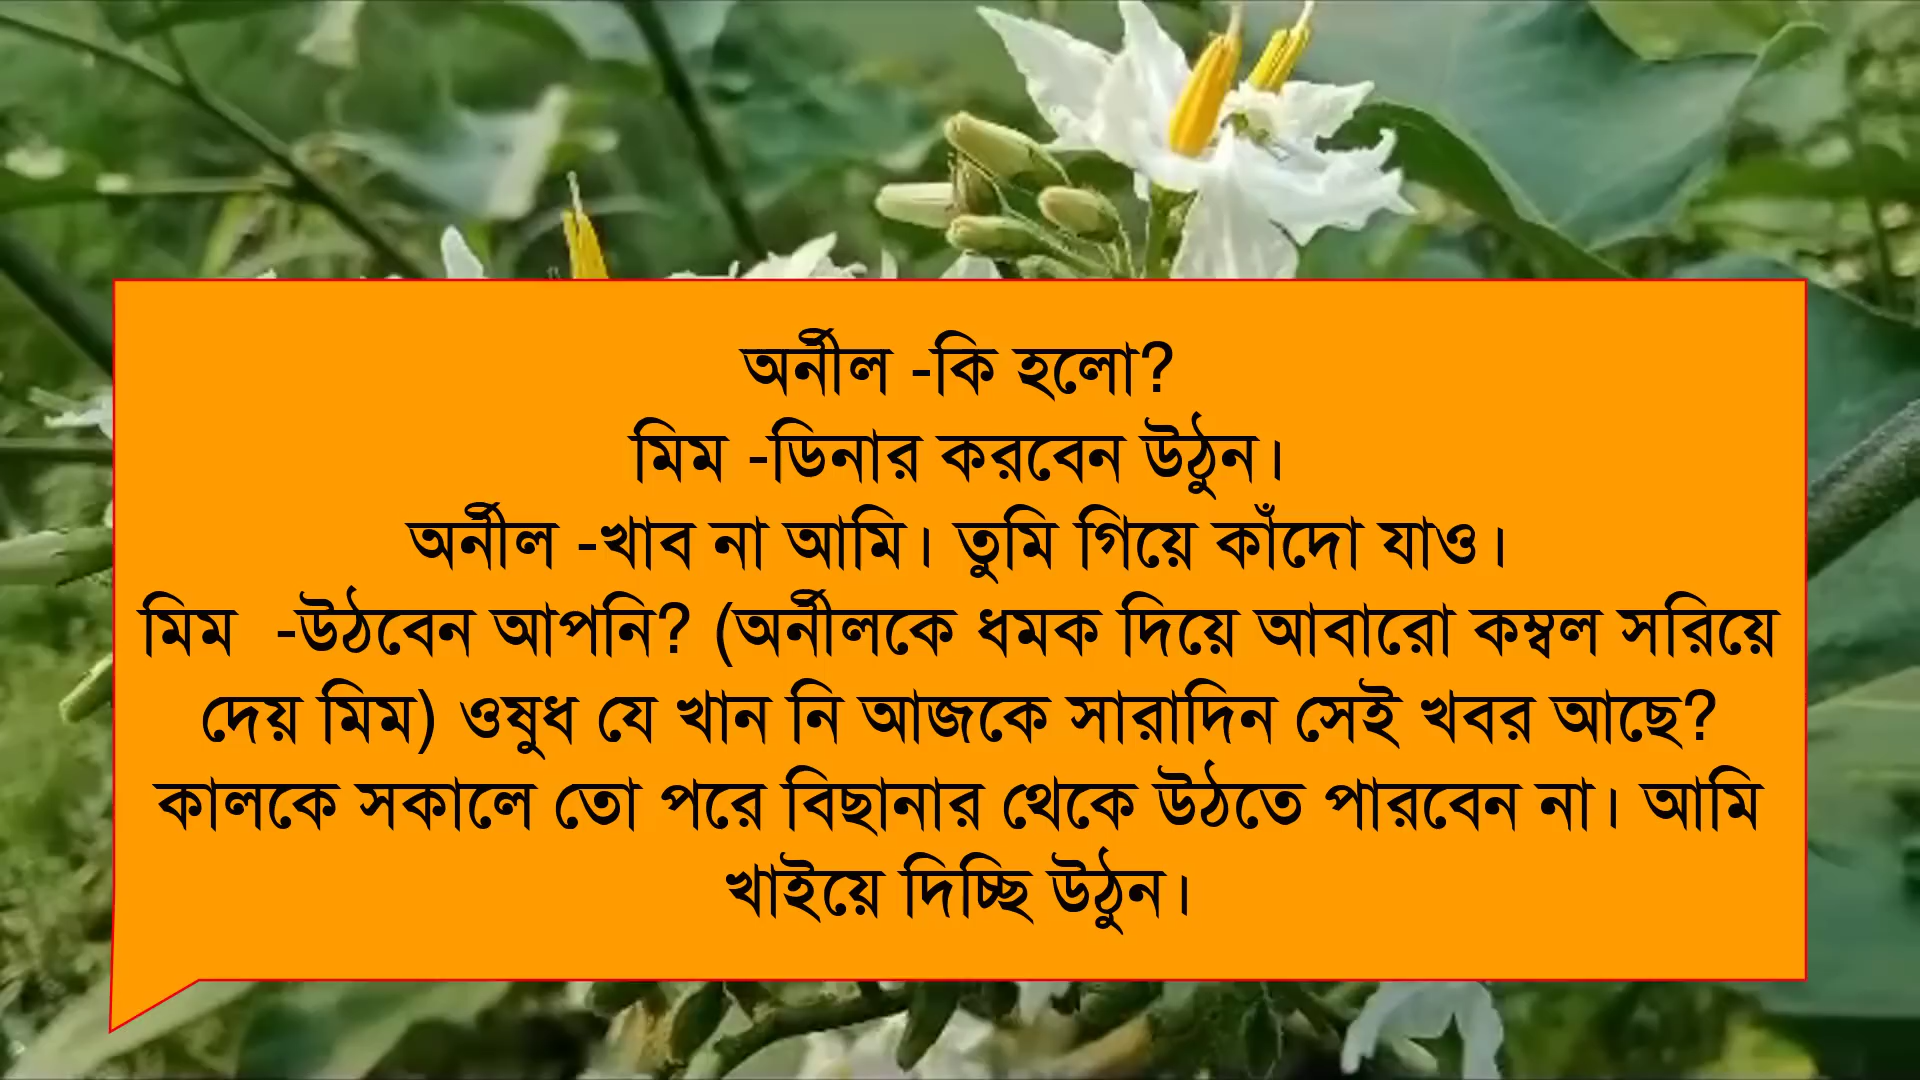 অর্নীল -কি হলো?
মিম -ডিনার করবেন উঠুন।
অর্নীল -খাব না আমি। তুমি গিয়ে কাঁদো যাও।
মিম  -উঠবেন আপনি? (অর্নীলকে ধমক দিয়ে আবারো কম্বল সরিয়ে
দেয় মিম) ওষুধ যে খান নি আজকে সারাদিন সেই খবর আছে?
কালকে সকালে তো পরে বিছানার থেকে উঠতে পারবেন না। আমি
খাইয়ে দিচ্ছি উঠুন।